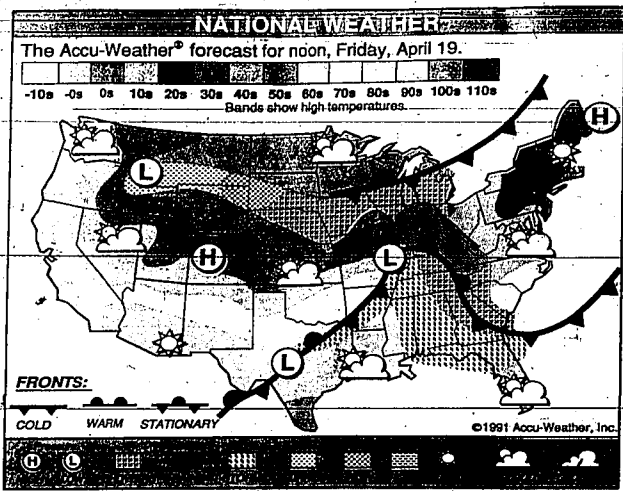 NATIONAL WEATHER
The Accu-Weather® forecast for noon, Friday, April 19.
-10s -0s 0s 10s 20s 30s 40s 50s 60s 70s 80s 90s 100s 110s
Bands show high temperatures.
H
L
H
L
L
FRONTS:
COLD WARM STATIONARY
©1991 Accu-Weather, Inc.
H L